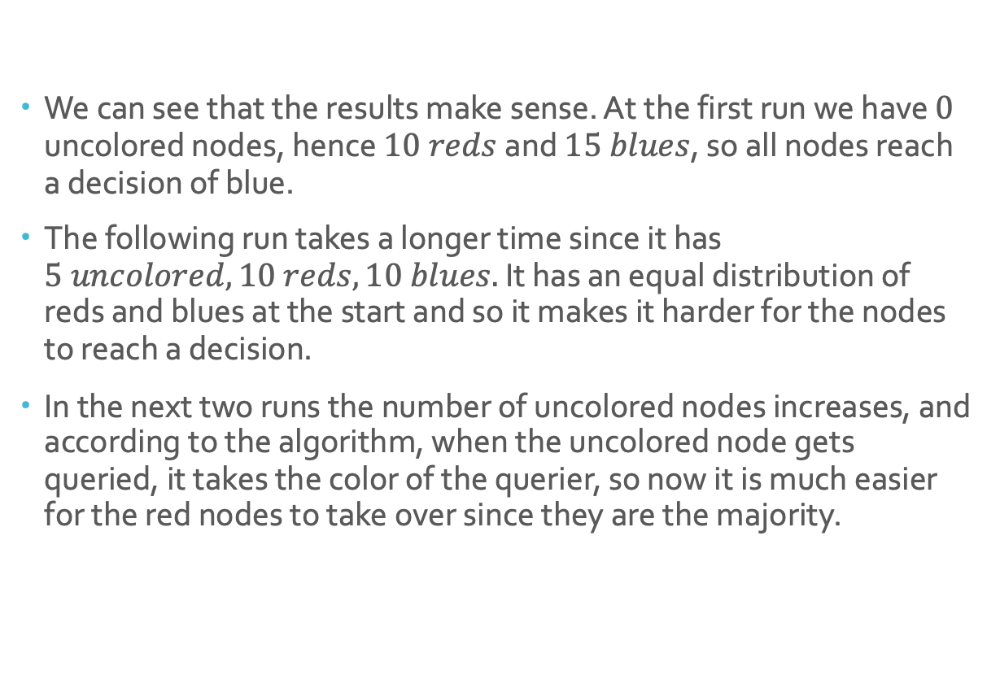 • We can see that the results make sense. At the first run we have 0
uncolored nodes, hence 10 reds and 15 blues, so all nodes reach
a decision of blue.
• The following run takes a longer time since it has
5 uncolored, 10 reds, 10 blues. It has an equal distribution of
reds and blues at the start and so it makes it harder for the nodes
to reach a decision.
• In the next two runs the number of uncolored nodes increases, and
according to the algorithm, when the uncolored node gets
queried, it takes the color of the querier, so now it is much easier
for the red nodes to take over since they are the majority.